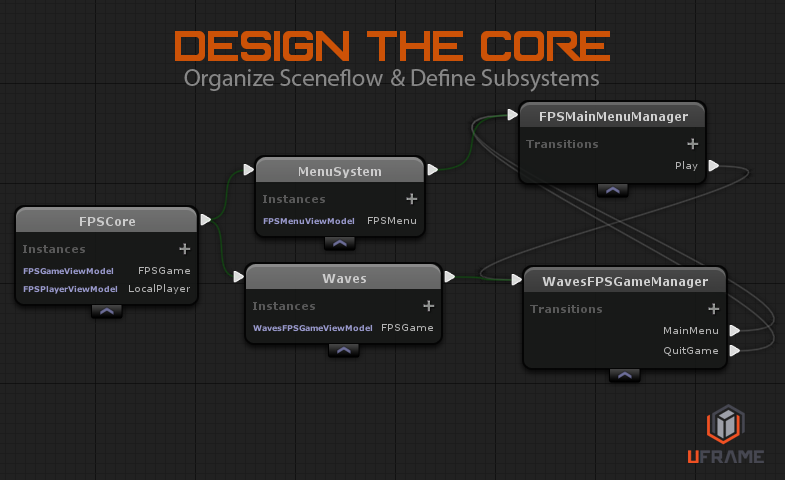 DESIGN THE CORE
Organize Sceneflow & Define Subsystems
FPSCore
Instances +
FPSGameViewModel FPSGame
FPSPlayerViewModel LocalPlayer
MenuSystem
Instances +
FPSMenuViewModel FPSMenu
Waves
Instances +
WavesFPSGameViewModel FPSGame
FPSMainMenuManager
Transitions +
Play
WavesFPSGameManager
Transitions +
MainMenu
QuitGame
UFRAME